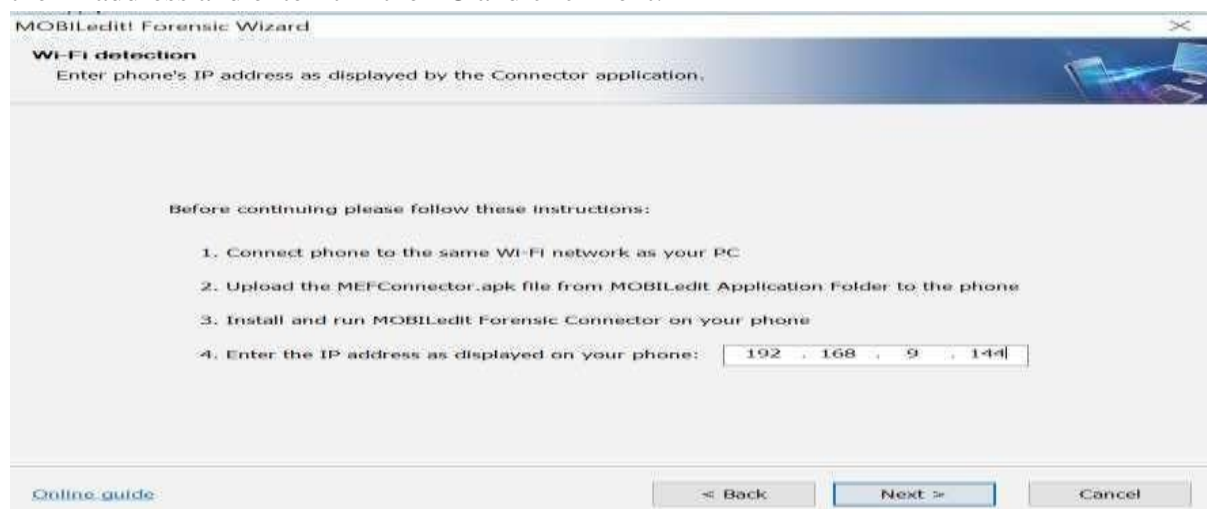 MOBILedit! Forensic Wizard
Wi-Fi detection
Enter phone's IP address as displayed by the Connector application.
Before continuing please follow these instructions:
1. Connect phone to the same Wi-Fi network as your PC
2. Upload the MEFConnector.apk file from MOBILedit Application Folder to the phone
3. Install and run MOBILedit Forensic Connector on your phone
4. Enter the IP address as displayed on your phone: 192 . 168 . 9 . 144
Online guide < Back Next > Cancel